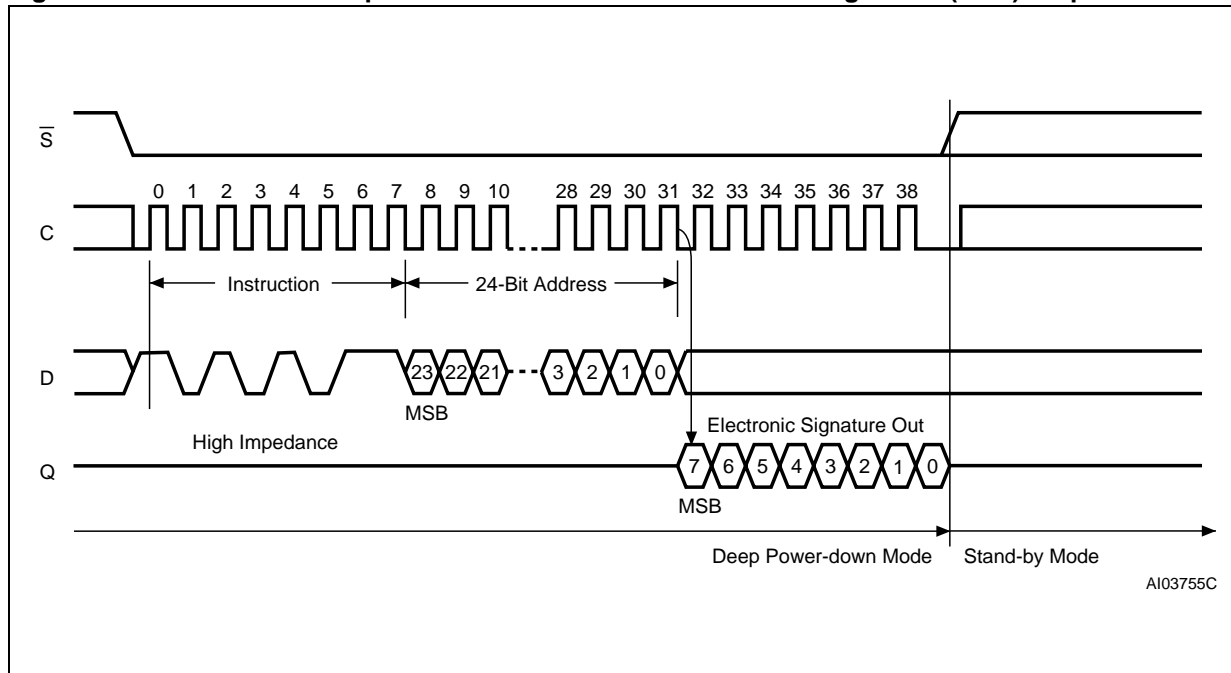 S
0 1 2 3 4 5 6 7 8 9 10 28 29 30 31 32 33 34 35 36 37 38
C
Instruction 24-Bit Address
D
23 22 21 3 2 1 0
MSB
Electronic Signature Out
High Impedance
Q
7 6 5 4 3 2 1 0
MSB
Deep Power-down Mode Stand-by Mode
AI03755C